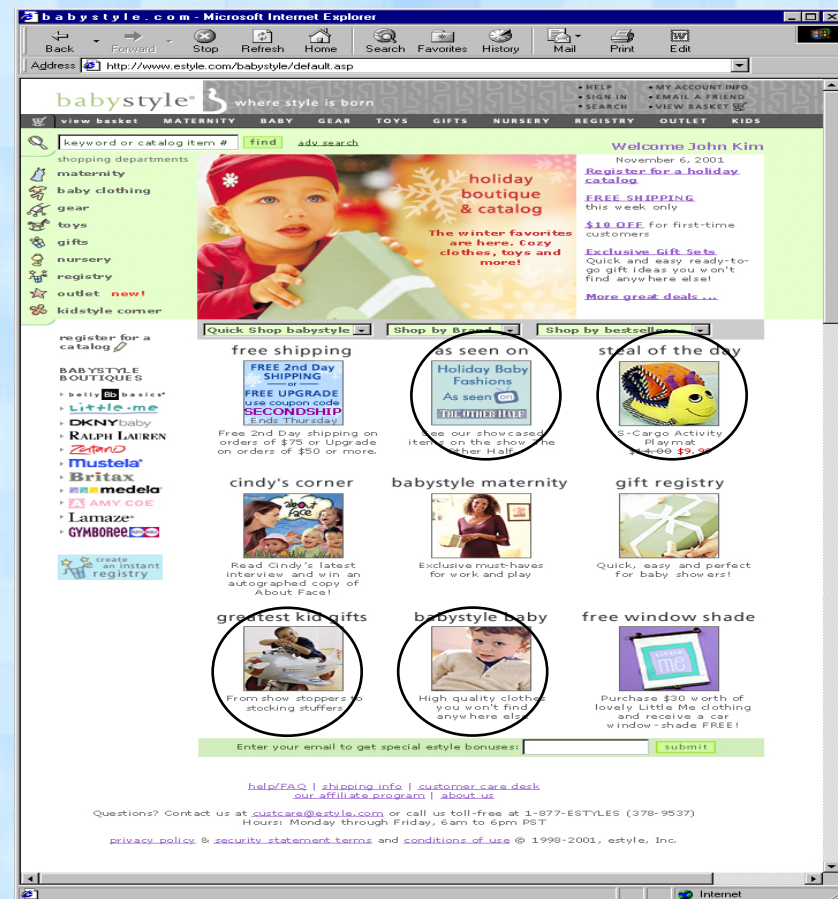 babystyle.com - Microsoft Internet Explorer
Back Forward Stop Refresh Home Search Favorites History Mail Print Edit
Address http://www.estyle.com/babystyle/default.asp
babystyle where style is born
• HELP • MY ACCOUNT INFO
• SIGN IN • EMAIL A FRIEND
• SEARCH • VIEW BASKET
view basket MATERNITY BABY GEAR TOYS GIFTS NURSERY REGISTRY OUTLET KIDS
keyword or catalog item # find adv search
Welcome John Kim
shopping departments
maternity
baby clothing
gear
toys
gifts
nursery
registry
outlet new!
kidstyle corner
holiday
boutique
& catalog
The winter favorites
are here. Cozy
clothes, toys and
more!
November 6, 2001
Register for a holiday
catalog
FREE SHIPPING
this week only
$10 OFF for first-time
customers
Exclusive Gift Sets
Quick and easy ready-to-
go gift ideas you won't
find anywhere else!
More great deals ...
Quick Shop babystyle Shop by Brand Shop by bestsellers
register for a
catalog
BABYSTYLE
BOUTIQUES
belly Bb basics
Little me
DKNYbaby
RALPH LAUREN
Zutano
Mustela
Britax
medela
AMY COE
Lamaze
GYMBOREE
create
an instant
registry
free shipping
FREE 2nd Day
SHIPPING
or
FREE UPGRADE
use coupon code
SECONDSHIP
Ends Thursday
Free 2nd Day shipping on
orders of $75 or Upgrade
on orders of $50 or more.
as seen on
Holiday Baby
Fashions
As seen on
THE OTHER HALF
See our showcased
items on the show The
Other Half.
steal of the day
S-Cargo Activity
Playmat
$14.00 $9.90
cindy's corner
about
face
Read Cindy's latest
interview and win an
autographed copy of
About Face!
babystyle maternity
Exclusive must-haves
for work and play
gift registry
Quick, easy and perfect
for baby showers!
greatest kid gifts
From show stoppers to
stocking stuffers
babystyle baby
High quality clothes
you won't find
anywhere else
free window shade
little
me
Purchase $30 worth of
lovely Little Me clothing
and receive a car
window-shade FREE!
Enter your email to get special estyle bonuses: submit
help/FAQ | shipping info | customer care desk
our affiliate program | about us
Questions? Contact us at custcare@estyle.com or call us toll-free at 1-877-ESTYLES (378-9537)
Hours: Monday through Friday, 6am to 6pm PST
privacy policy & security statement terms and conditions of use © 1998-2001, estyle, Inc.
Internet